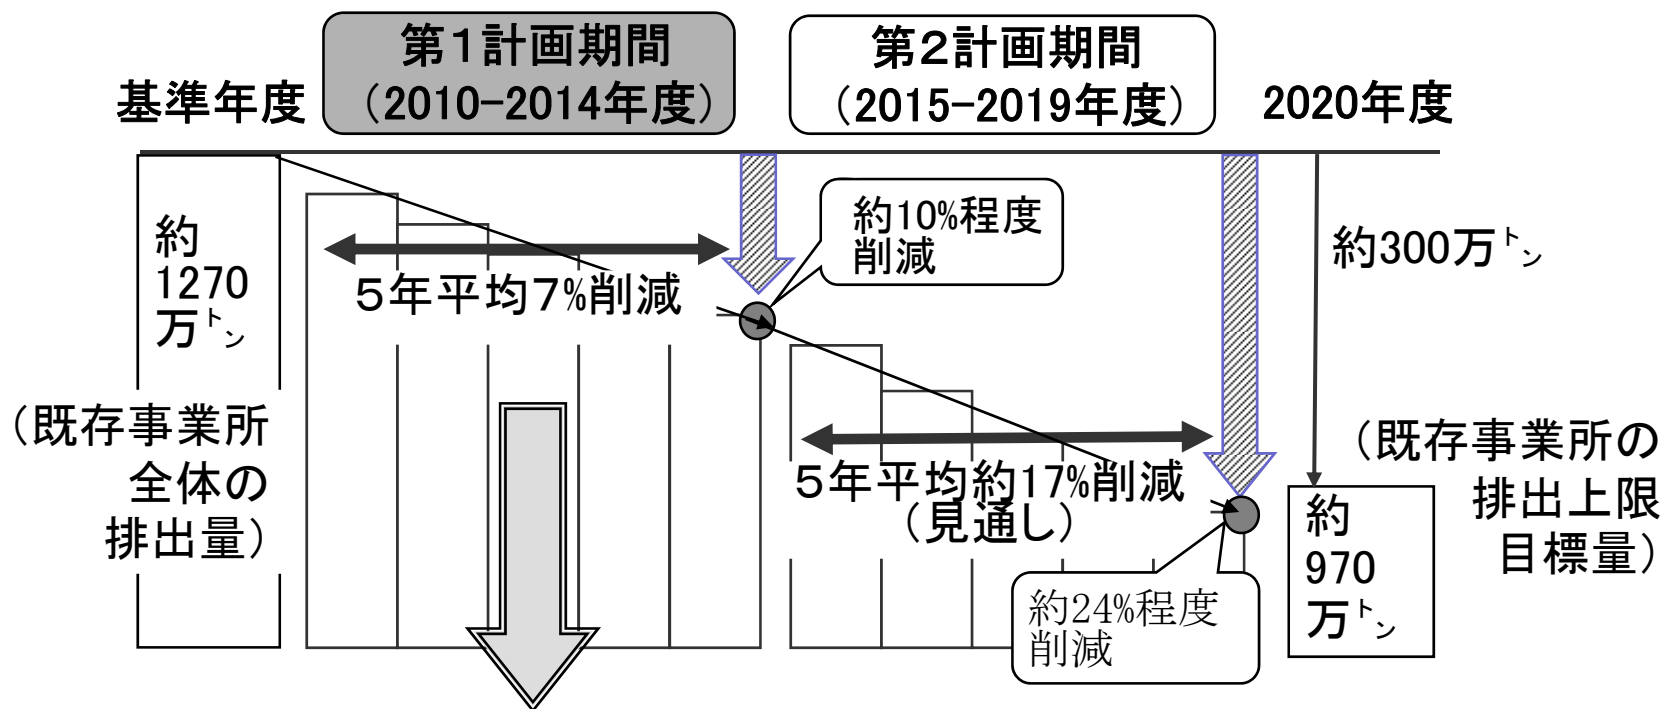 第１計画期間
（2010−2014年度）
第２計画期間
（2015−2019年度）
基準年度
2020年度
約
1270
万トン
（既存事業所
全体の
排出量）
５年平均７%削減
約10%程度
削減
５年平均約17%削減
（見通し）
約24%程度
削減
約300万トン
約
970
万トン
（既存事業所の
排出上限
目標量）